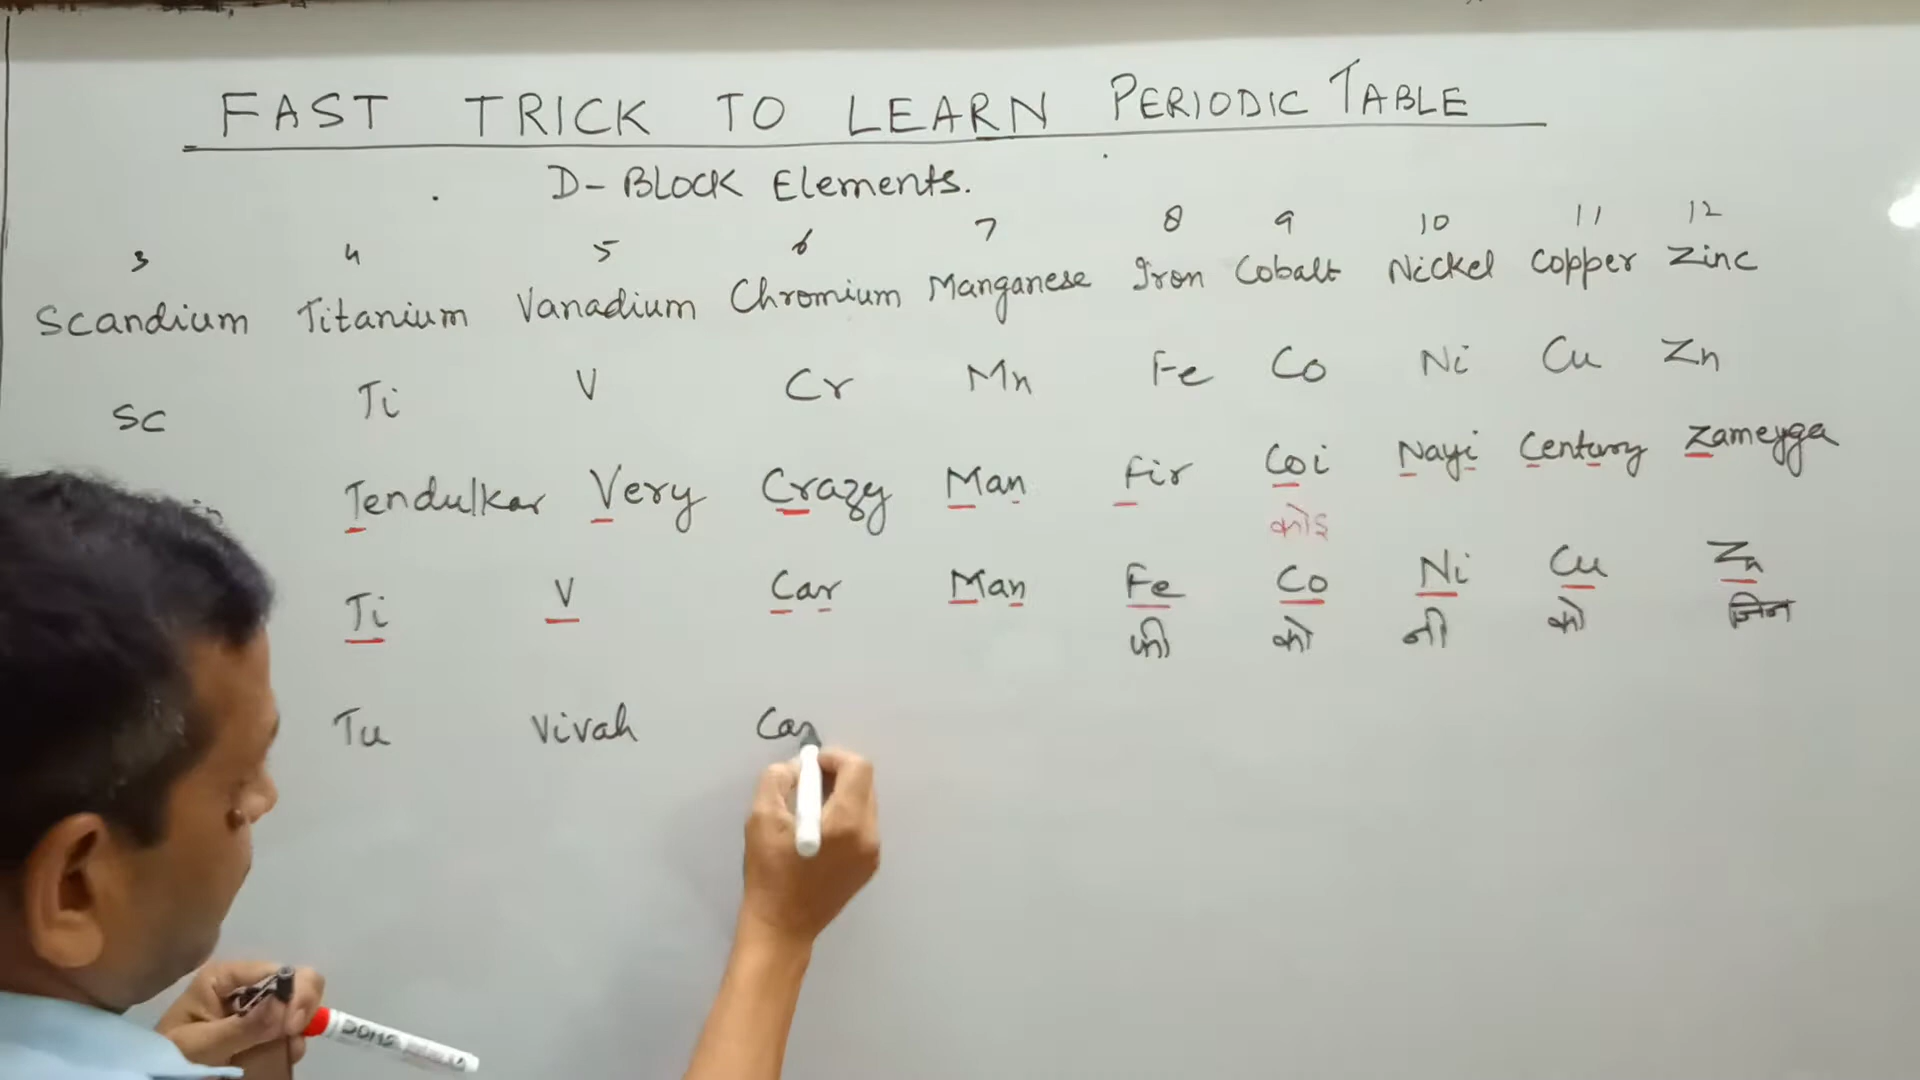 FAST TRICK TO LEARN PERIODIC TABLE
D- BLOCK Elements.
3 4 5 6 7 8 9 10 11 12
Scandium Titanium Vanadium Chromium Manganese Iron Cobalt Nickel Copper Zinc
Sc Ti V Cr Mn Fe Co Ni Cu Zn
Tendulkar Very Crazy Man Fir Coi Nayi Century Zameyga
कोइ
Ti V Car Man Fe Co Ni Cu Zn
फी को नी को जिन
Tu Vivah Car
DOMS